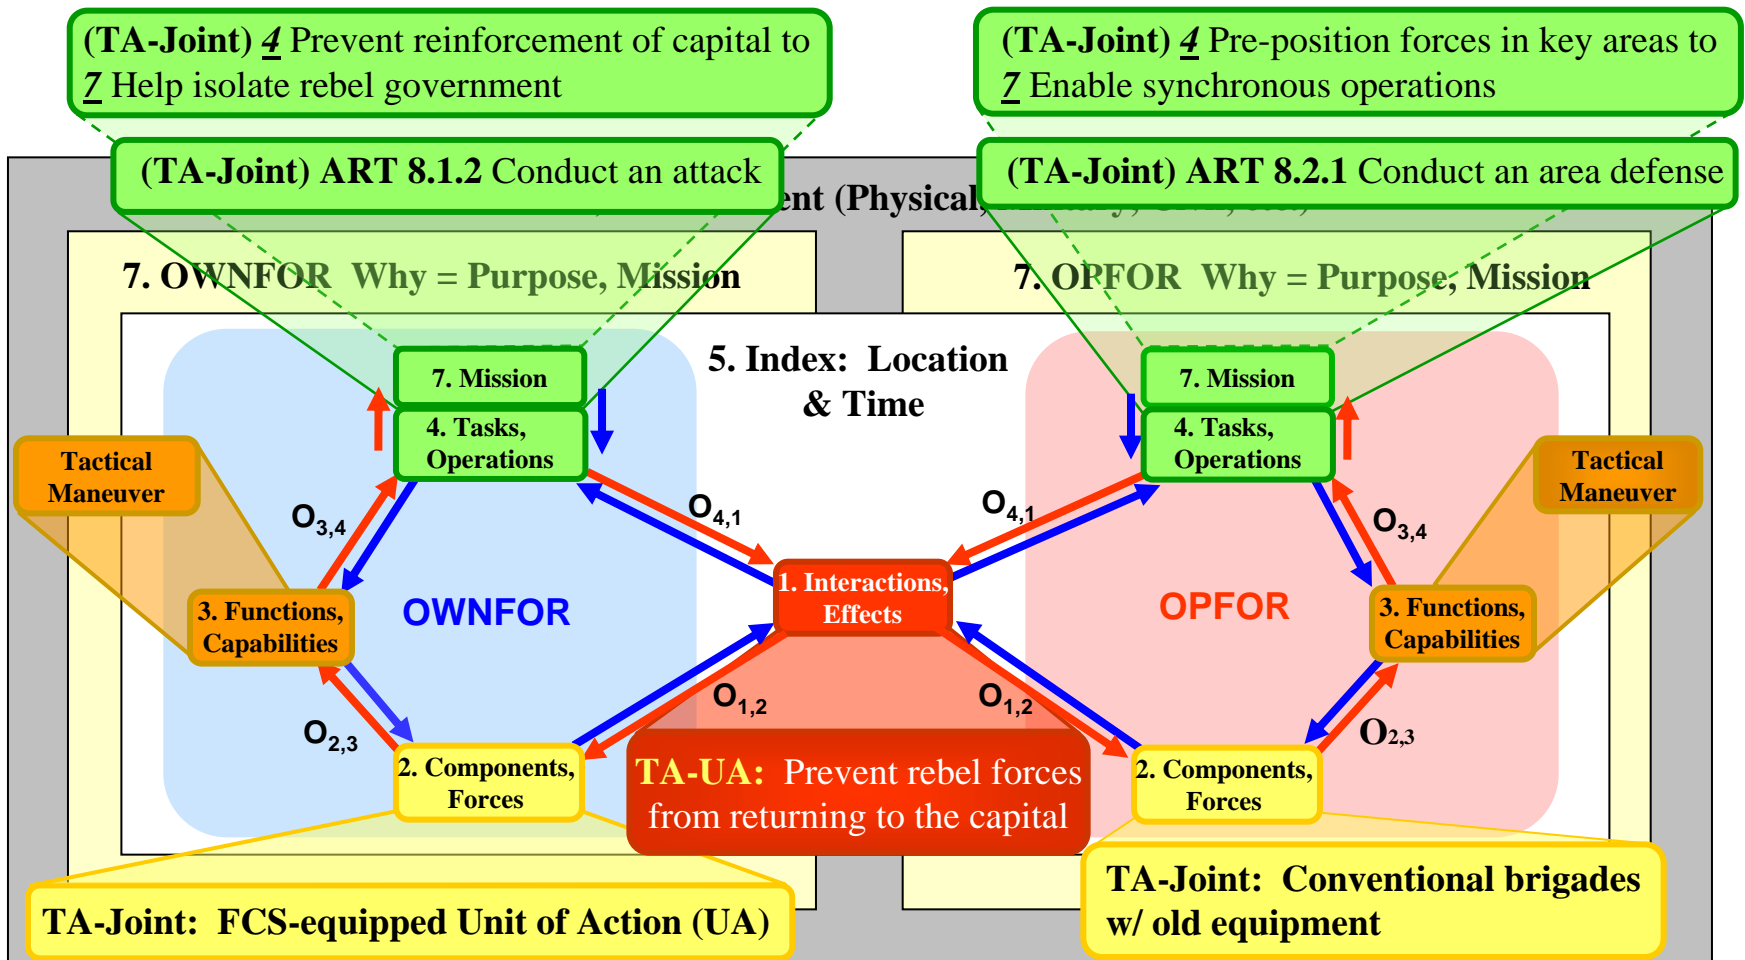 (TA-Joint) 4 Prevent reinforcement of capital to
7 Help isolate rebel government
(TA-Joint) 4 Pre-position forces in key areas to
7 Enable synchronous operations
(TA-Joint) ART 8.1.2 Conduct an attack
(TA-Joint) ART 8.2.1 Conduct an area defense
(Physical,
7. OWNFOR Why = Purpose, Mission
7. OPFOR Why = Purpose, Mission
5. Index: Location
& Time
7. Mission
4. Tasks,
Operations
7. Mission
4. Tasks,
Operations
Tactical
Maneuver
Tactical
Maneuver
O3,4
O4,1
O4,1
O3,4
1. Interactions,
Effects
3. Functions,
Capabilities
OWNFOR
OPFOR
3. Functions,
Capabilities
O2,3
O1,2
O1,2
O2,3
2. Components,
Forces
2. Components,
Forces
TA-UA: Prevent rebel forces
from returning to the capital
TA-Joint: FCS-equipped Unit of Action (UA)
TA-Joint: Conventional brigades
w/ old equipment